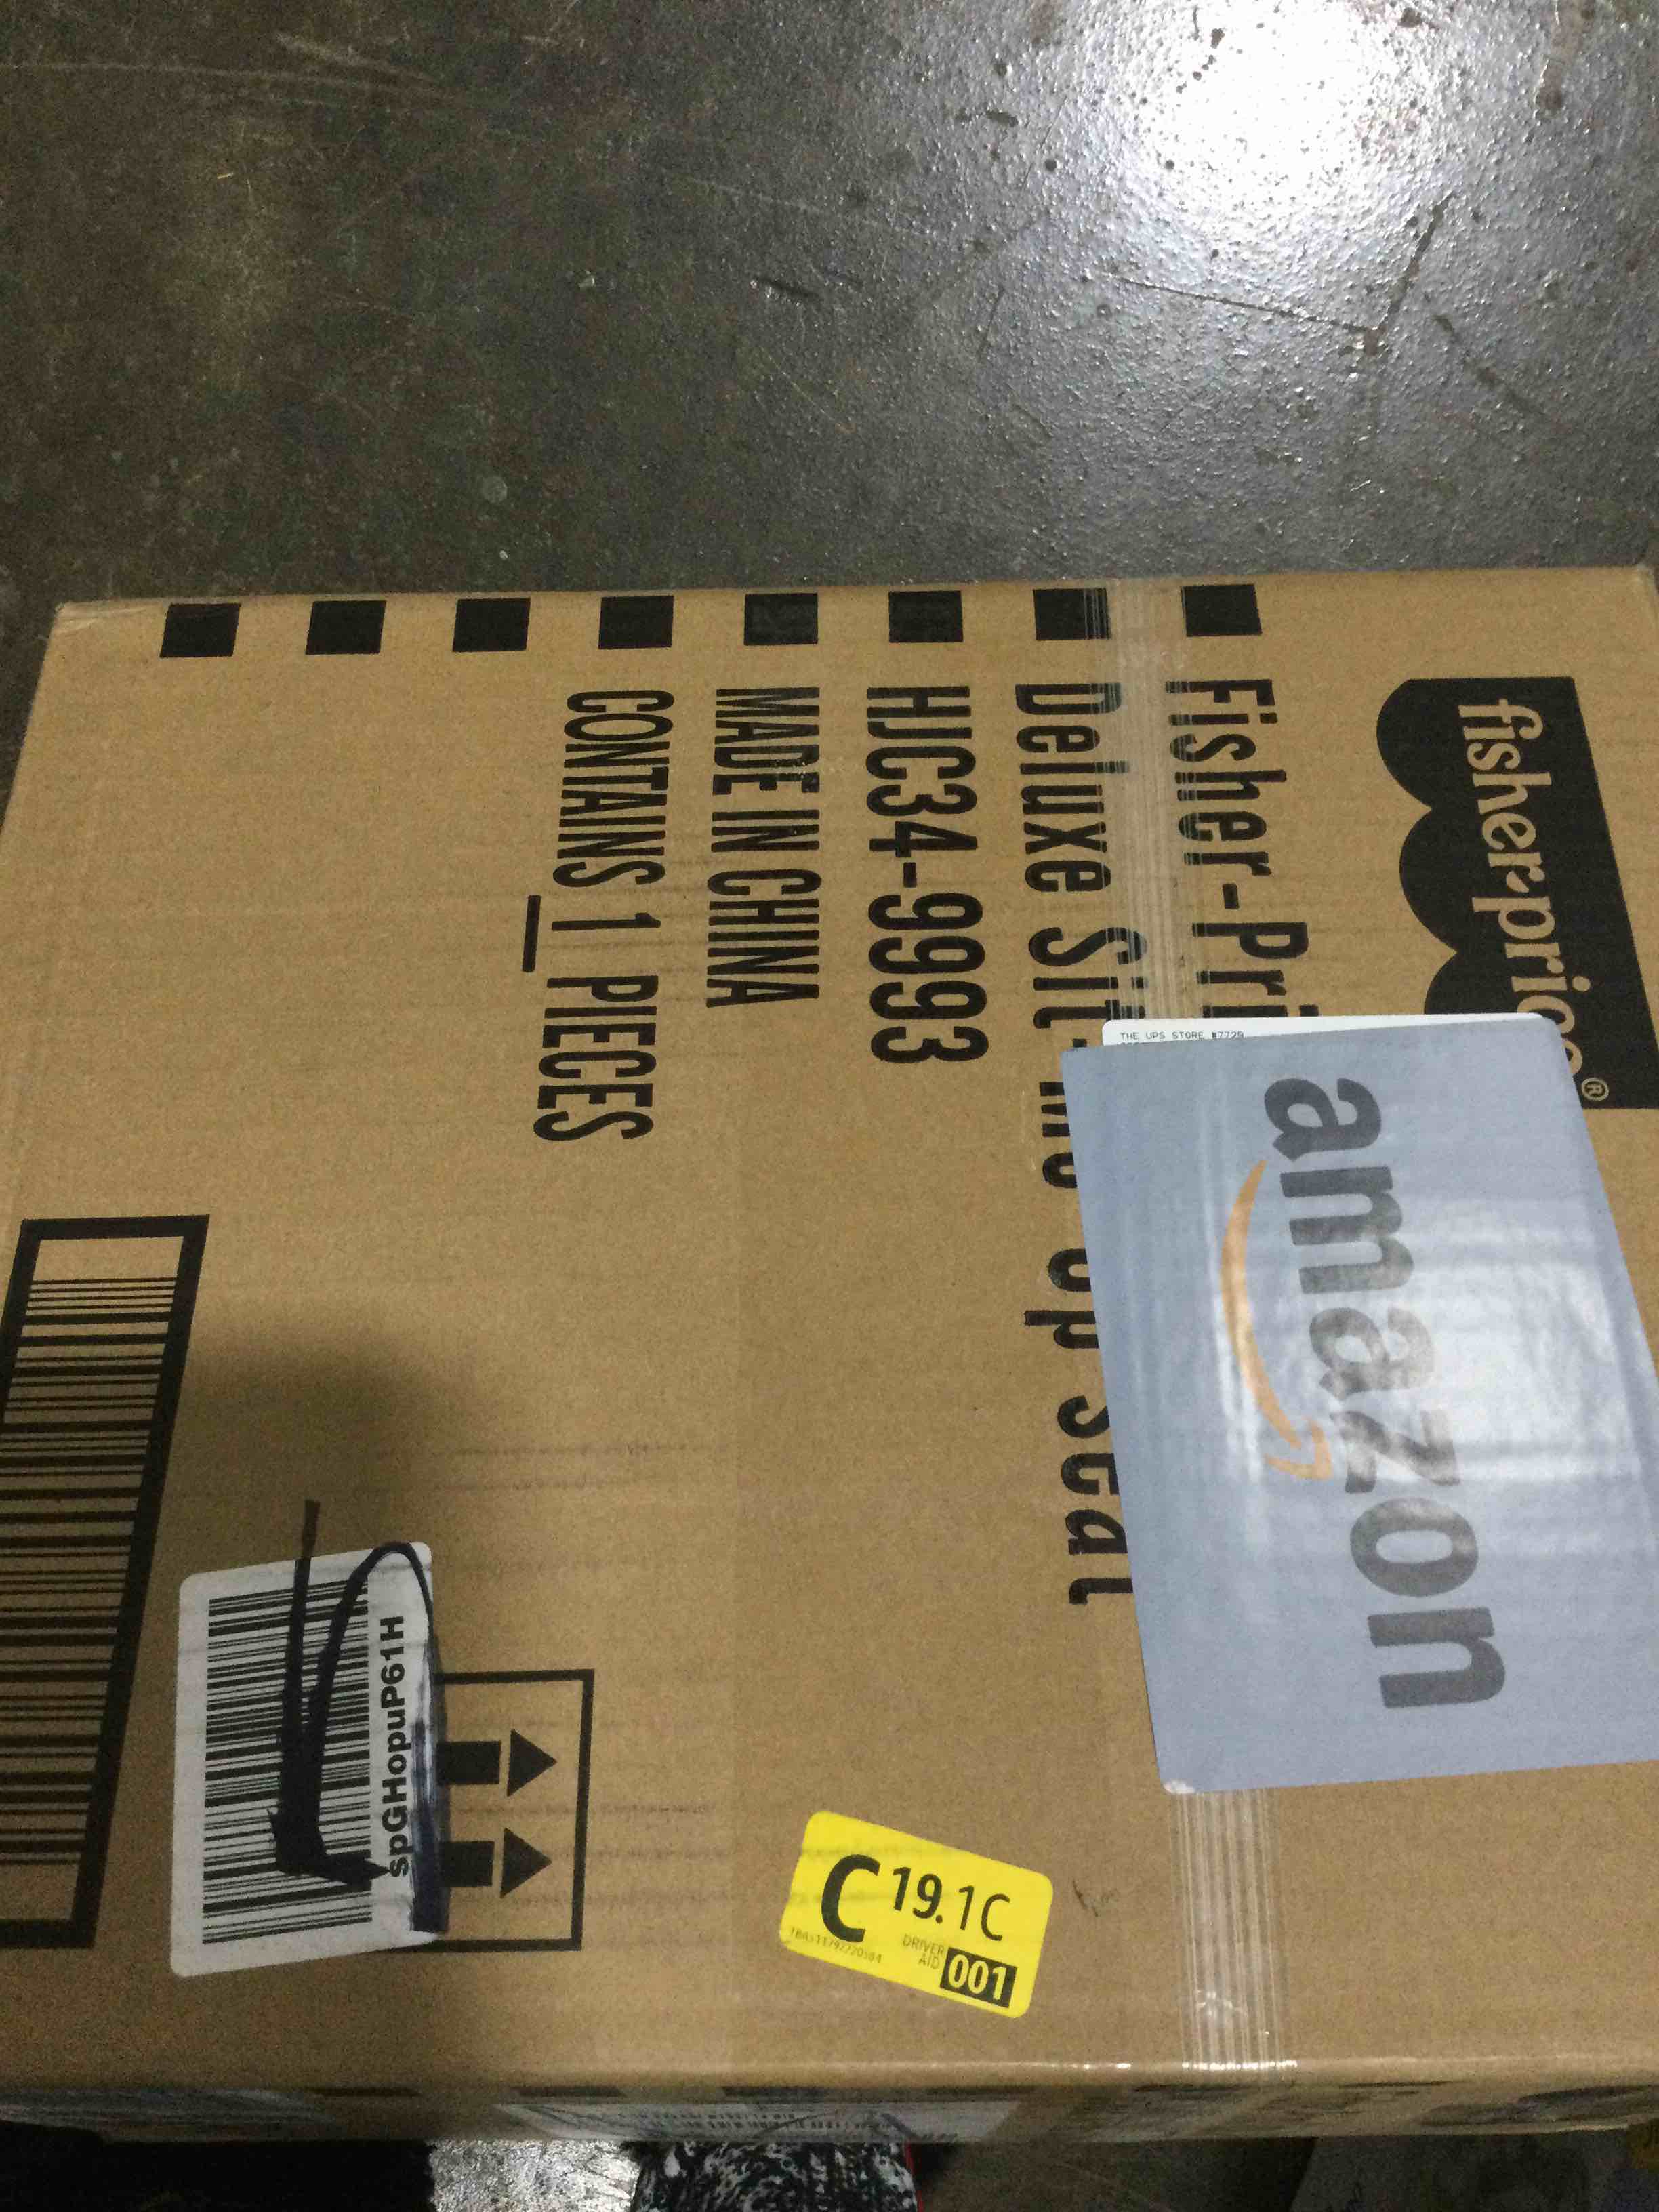 fisher-price®
Fisher-Pri
Deluxe Sit-Me-Up Seat
HJC34-9993
MADE IN CHINA
CONTAINS 1 PIECES
THE UPS STORE #7729
amazon
spGHopuP61H
C 19.1C
DRIVER
AID 001